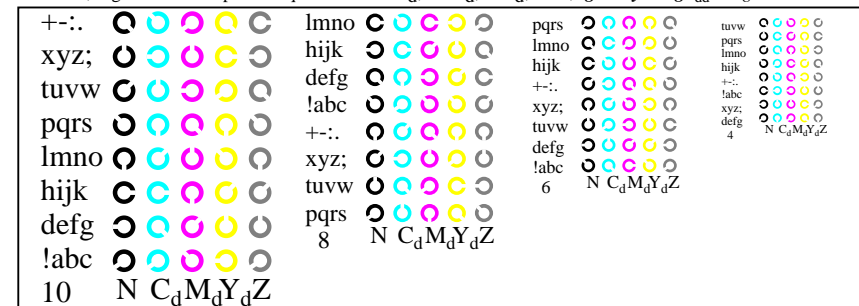 +-:.
xyz;
tuvw
pqrs
lmno
hijk
defg
!abc
10 N CdMdYdZ
lmno
hijk
defg
!abc
+-:.
xyz;
tuvw
pqrs
8 N CdMdYdZ
pqrs
lmno
hijk
+-:.
xyz;
tuvw
defg
!abc
6 N CdMdYdZ
tuvw
pqrs
lmno
hijk
+-:.
!abc
xyz;
defg
4 N CdMdYdZ